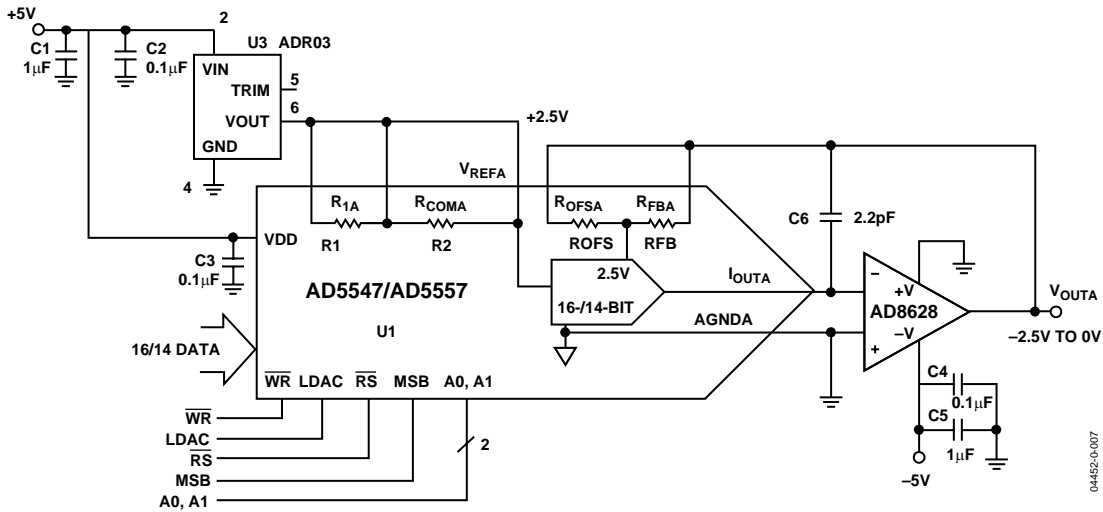 +5V
2
U3 ADR03
C1
1μF
C2
0.1μF
VIN
TRIM
5
VOUT
6
GND
4
+2.5V
VREFA
R1A
RCOMA
ROFSA
RFBA
R1
R2
ROFS
RFB
C6
2.2pF
VDD
C3
0.1μF
2.5V
16-/14-BIT
IOUTA
AD5547/AD5557
U1
AGNDA
–
+V
AD8628
–V
+
VOUTA
–2.5V TO 0V
16/14 DATA
WR LDAC RS MSB A0, A1
WR
LDAC
RS
MSB
A0, A1
2
C4
0.1μF
C5
1μF
–5V
04452-0-007